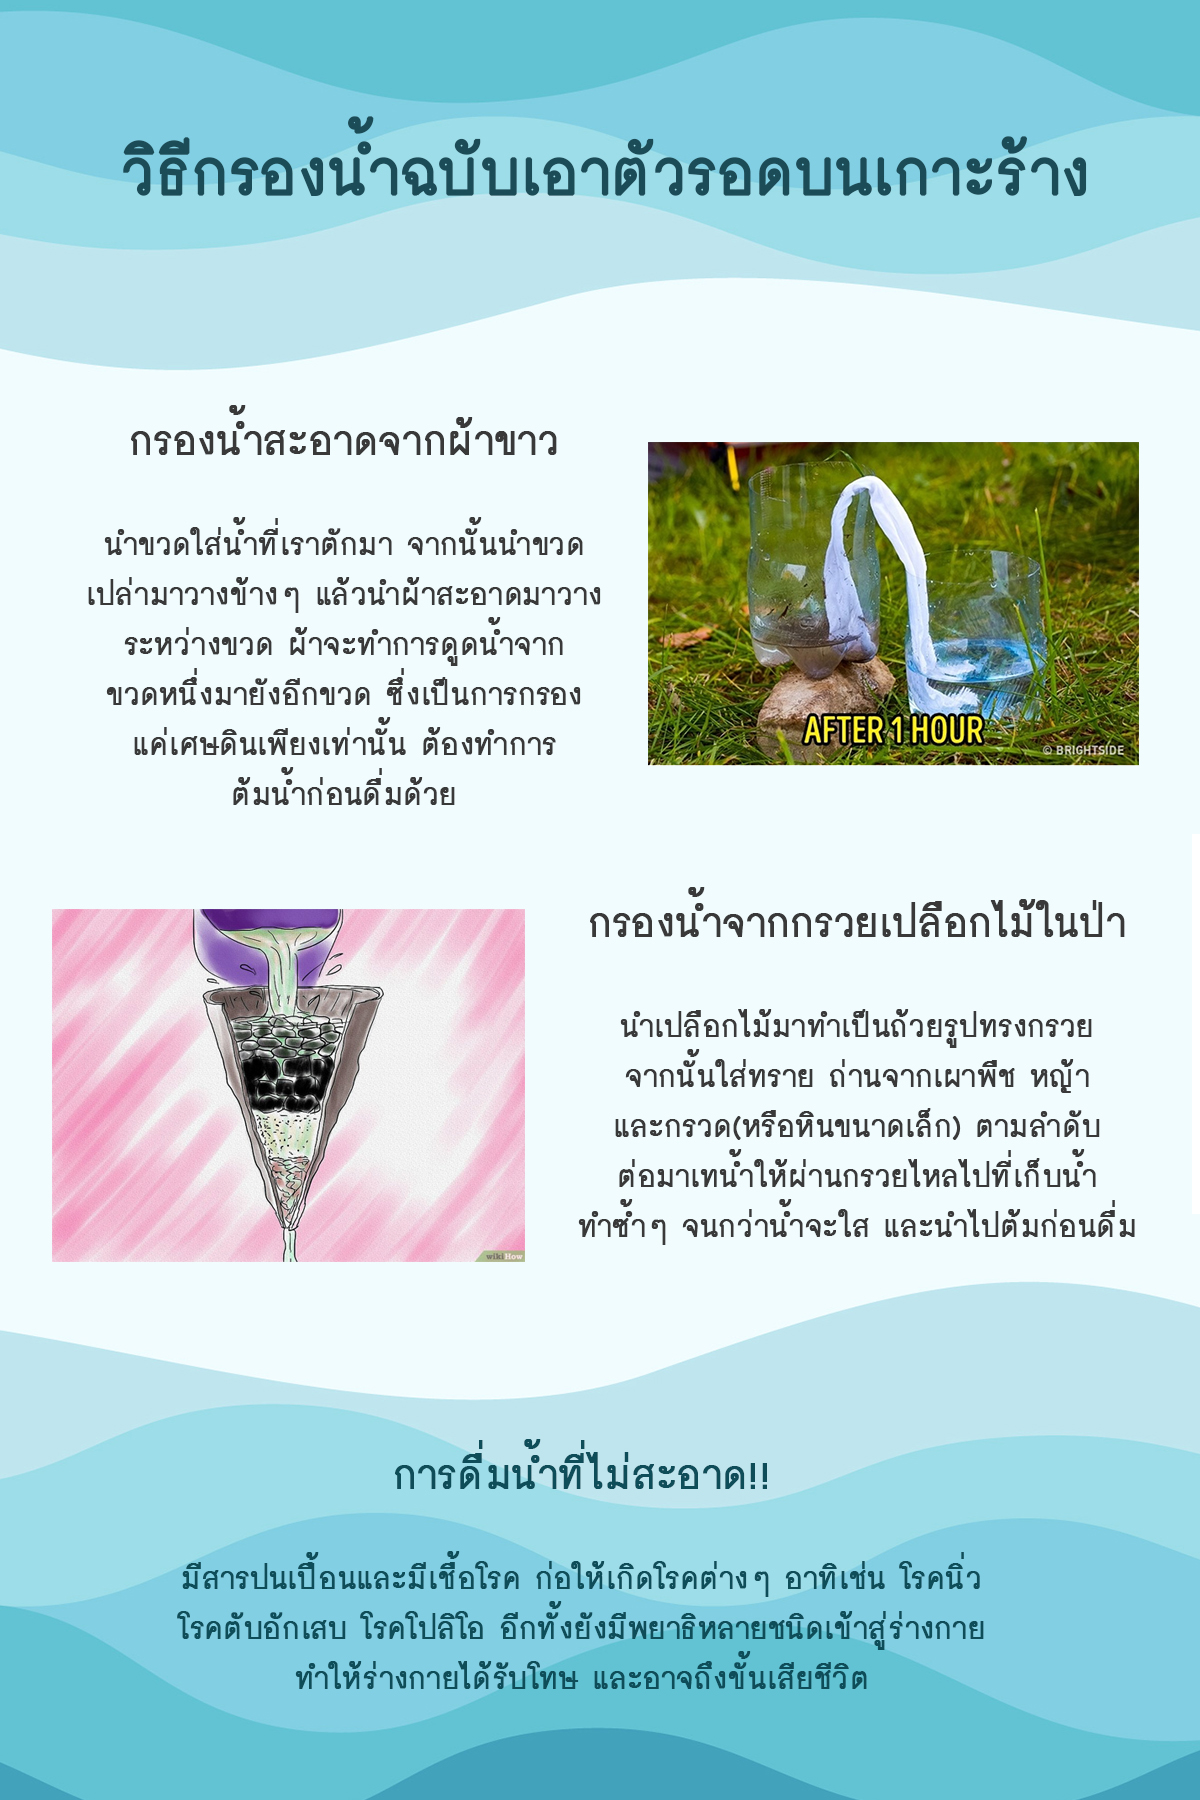 วิธีกรองน้ำฉบับเอาตัวรอดบนเกาะร้าง
กรองน้ำสะอาดจากผ้าขาว
นำขวดใส่น้ำที่เราตักมา จากนั้นนำขวด
เปล่ามาวางข้างๆ แล้วนำผ้าสะอาดมาวาง
ระหว่างขวด ผ้าจะทำการดูดน้ำจาก
ขวดหนึ่งมายังอีกขวด ซึ่งเป็นการกรอง
แค่เศษดินเพียงเท่านั้น ต้องทำการ
ต้มน้ำก่อนดื่มด้วย
AFTER 1 HOUR
© BRIGHTSIDE
กรองน้ำจากกรวยเปลือกไม้ในป่า
นำเปลือกไม้มาทำเป็นถ้วยรูปทรงกรวย
จากนั้นใส่ทราย ถ่านจากเผาพืช หญ้า
และกรวด(หรือหินขนาดเล็ก) ตามลำดับ
ต่อมาเทน้ำให้ผ่านกรวยไหลไปที่เก็บน้ำ
ทำซ้ำๆ จนกว่าน้ำจะใส และนำไปต้มก่อนดื่ม
wikiHow
การดื่มน้ำที่ไม่สะอาด!!
มีสารปนเปื้อนและมีเชื้อโรค ก่อให้เกิดโรคต่างๆ อาทิเช่น โรคนิ่ว
โรคตับอักเสบ โรคโปลิโอ อีกทั้งยังมีพยาธิหลายชนิดเข้าสู่ร่างกาย
ทำให้ร่างกายได้รับโทษ และอาจถึงขั้นเสียชีวิต